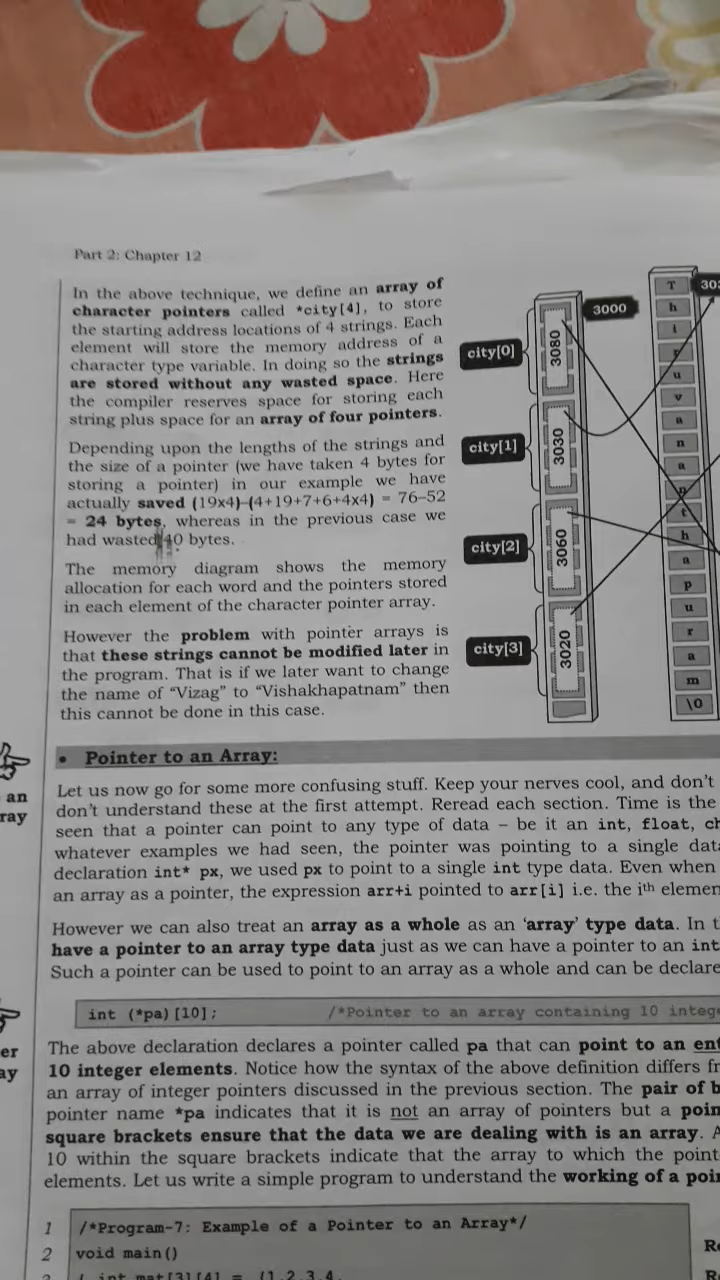 Part 2: Chapter 12
In the above technique, we define an array of
character pointers called *city[4], to store
the starting address locations of 4 strings. Each
element will store the memory address of a
character type variable. In doing so the strings
are stored without any wasted space. Here
the compiler reserves space for storing each
string plus space for an array of four pointers.
Depending upon the lengths of the strings and
the size of a pointer (we have taken 4 bytes for
storing a pointer) in our example we have
actually saved (19x4)-(4+19+7+6+4x4) = 76-52
= 24 bytes, whereas in the previous case we
had wasted 40 bytes.
The memory diagram shows the memory
allocation for each word and the pointers stored
in each element of the character pointer array.
However the problem with pointer arrays is
that these strings cannot be modified later in
the program. That is if we later want to change
the name of "Vizag" to "Vishakhapatnam" then
this cannot be done in this case.
3000
city[0]
3080
city[1]
3030
city[2]
3060
city[3]
3020
T
h
i
r
u
v
a
n
a
n
t
h
a
p
u
r
a
m
\0
an
ray
• Pointer to an Array:
Let us now go for some more confusing stuff. Keep your nerves cool, and don't
don't understand these at the first attempt. Reread each section. Time is the
seen that a pointer can point to any type of data – be it an int, float, ch
whatever examples we had seen, the pointer was pointing to a single data
declaration int* px, we used px to point to a single int type data. Even when
an array as a pointer, the expression arr+i pointed to arr[i] i.e. the ith elemen
However we can also treat an array as a whole as an 'array' type data. In t
have a pointer to an array type data just as we can have a pointer to an int
Such a pointer can be used to point to an array as a whole and can be declare
int (*pa)[10]; /*Pointer to an array containing 10 intege
er
ay
The above declaration declares a pointer called pa that can point to an ent
10 integer elements. Notice how the syntax of the above definition differs fr
an array of integer pointers discussed in the previous section. The pair of b
pointer name *pa indicates that it is not an array of pointers but a poin
square brackets ensure that the data we are dealing with is an array. A
10 within the square brackets indicate that the array to which the point
elements. Let us write a simple program to understand the working of a poi
1 /*Program-7: Example of a Pointer to an Array*/
2 void main()
{ int mat[3][4] = {1,2,3,4,